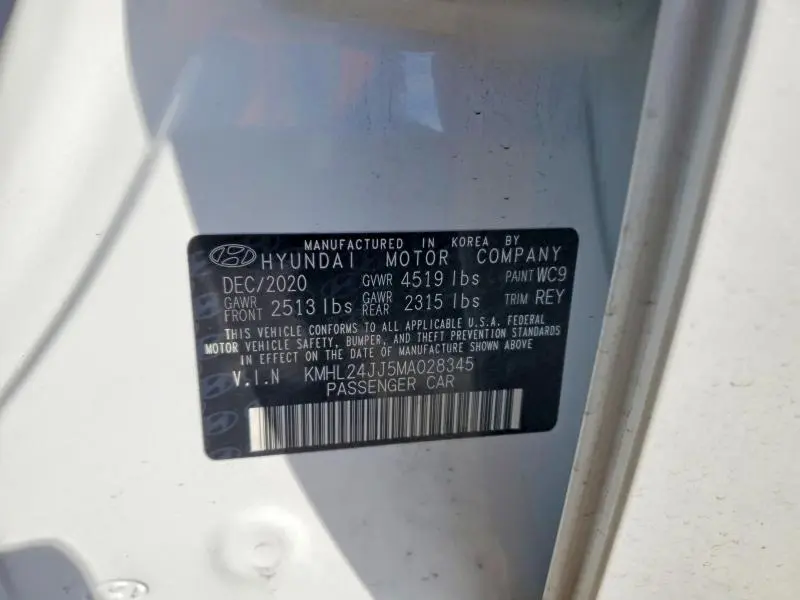 MANUFACTURED IN KOREA BY
HYUNDAI MOTOR COMPANY
DEC/2020 GVWR 4519 lbs PAINT WC9
GAWR FRONT 2513 lbs GAWR REAR 2315 lbs TRIM REY
THIS VEHICLE CONFORMS TO ALL APPLICABLE U.S.A. FEDERAL
MOTOR VEHICLE SAFETY, BUMPER, AND THEFT PREVENTION STANDARDS
IN EFFECT ON THE DATE OF MANUFACTURE SHOWN ABOVE
V.I.N KMHL24JJ5MA028345
PASSENGER CAR